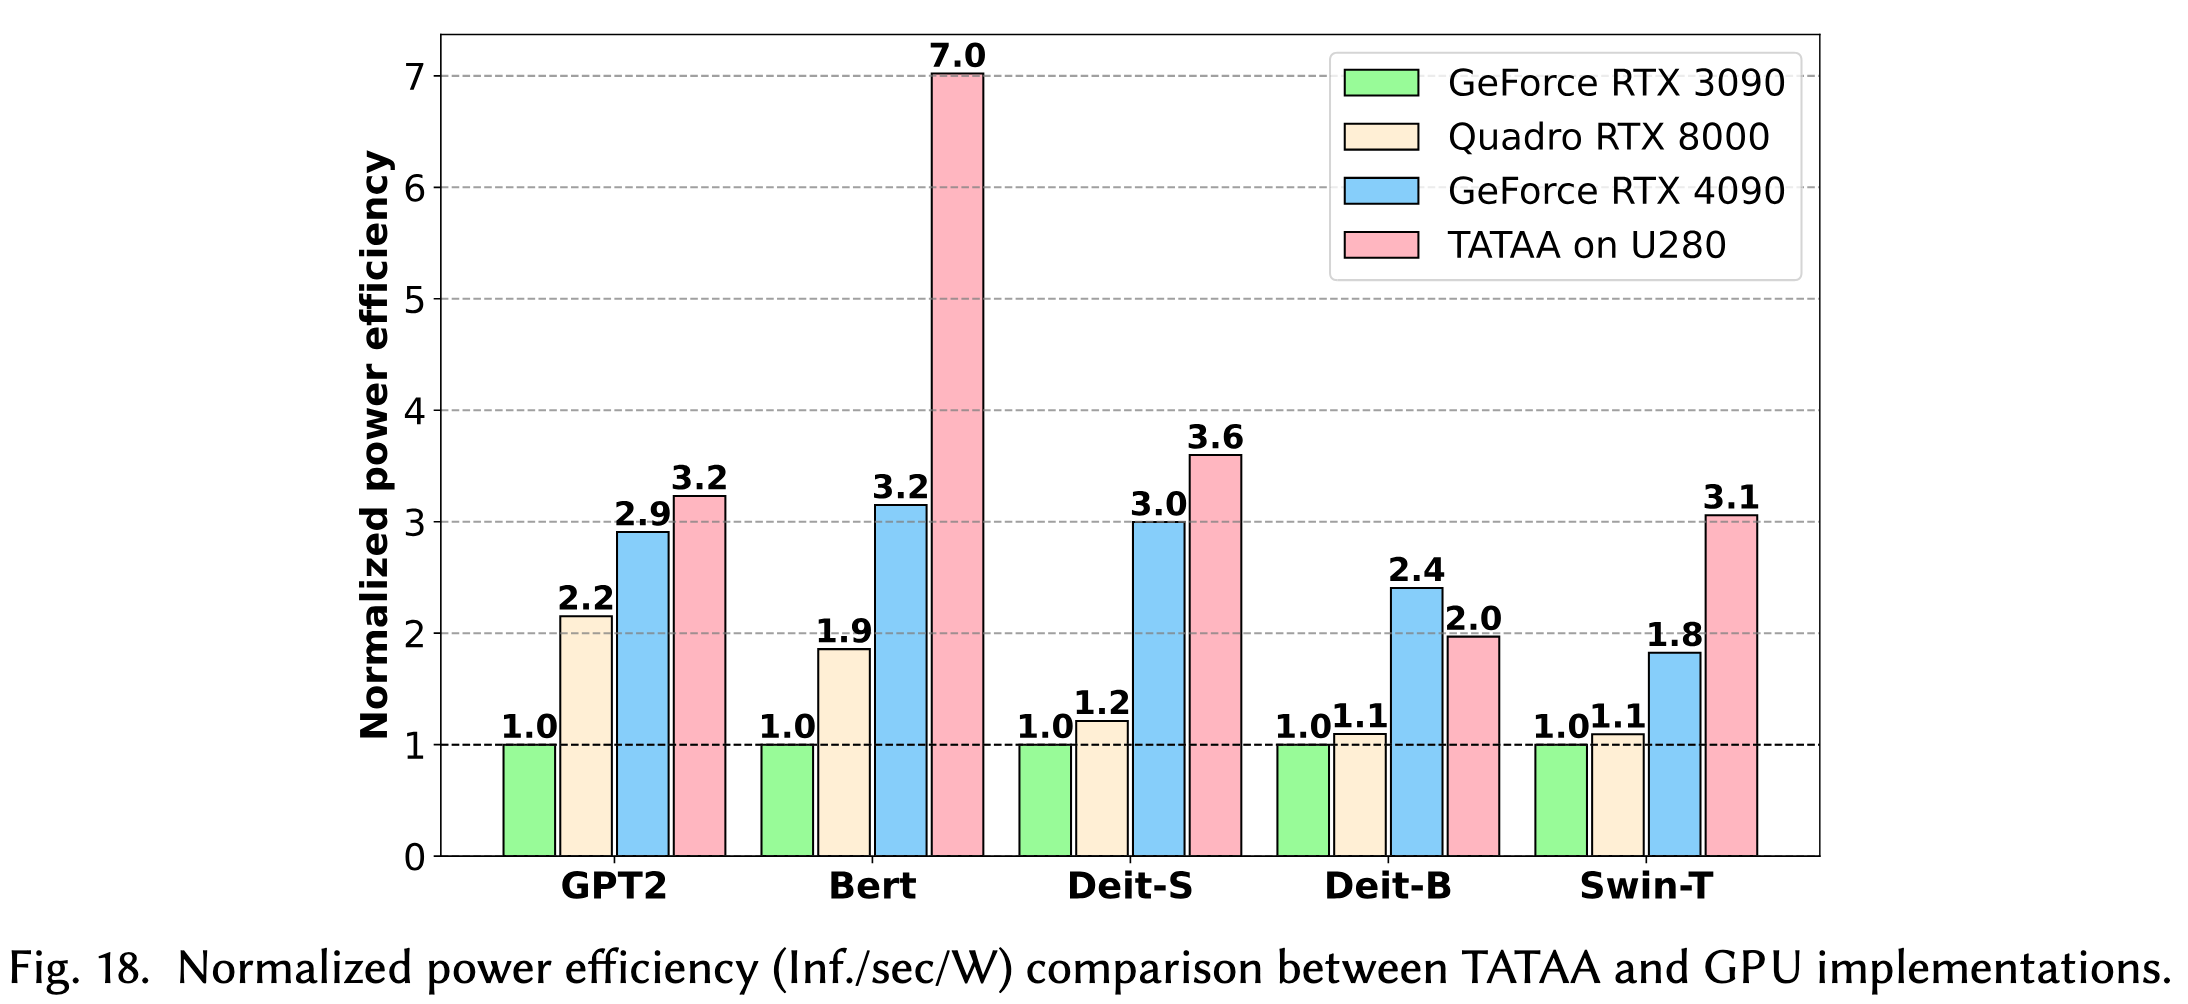 Normalized power efficiency
7
6
5
4
3
2
1
0
GeForce RTX 3090
Quadro RTX 8000
GeForce RTX 4090
TATAA on U280
1.0
2.2
2.9
3.2
1.0
1.9
3.2
7.0
1.0
1.2
3.0
3.6
1.0
1.1
2.4
2.0
1.0
1.1
1.8
3.1
GPT2
Bert
Deit-S
Deit-B
Swin-T
Fig. 18. Normalized power efficiency (Inf./sec/W) comparison between TATAA and GPU implementations.